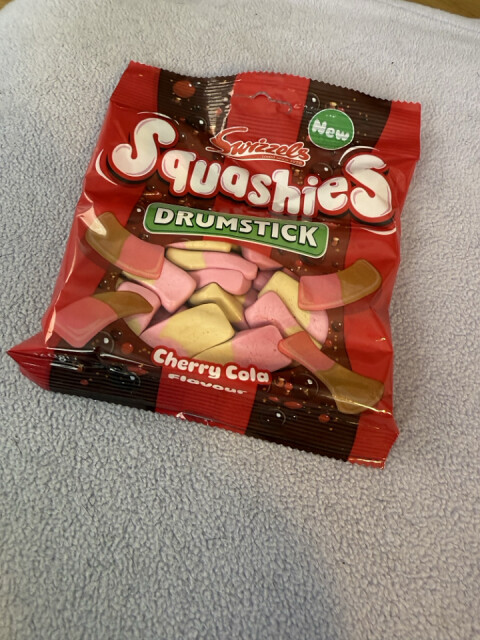 New
Swizzels
Squashies
DRUMSTICK
Cherry Cola
Flavour